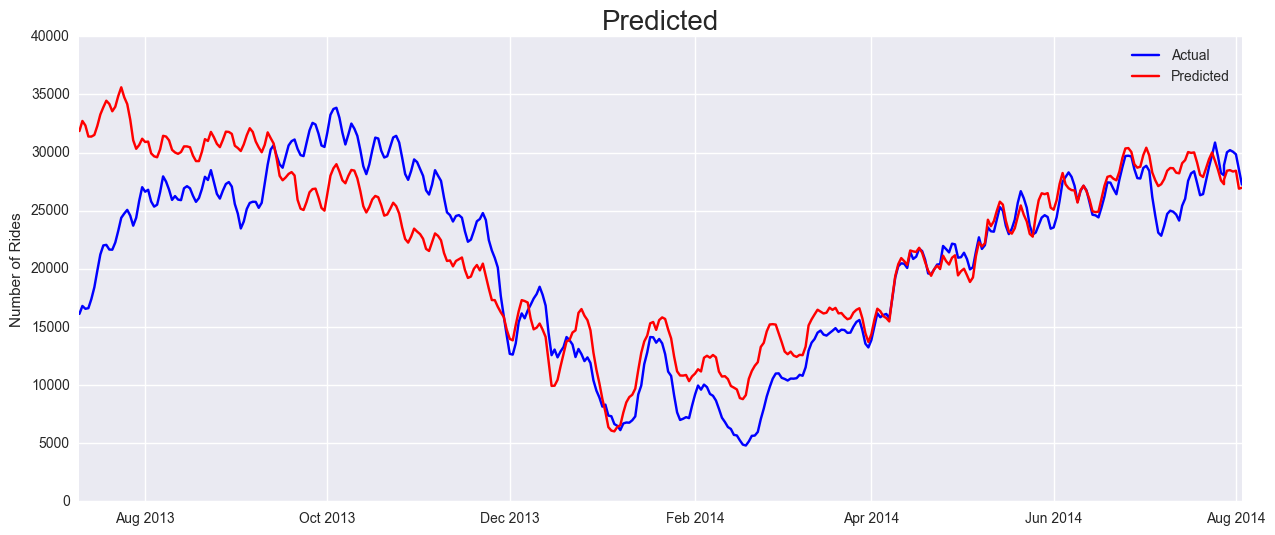 Predicted
40000
35000
30000
25000
20000
15000
10000
5000
0
Number of Rides
Actual
Predicted
Aug 2013
Oct 2013
Dec 2013
Feb 2014
Apr 2014
Jun 2014
Aug 2014